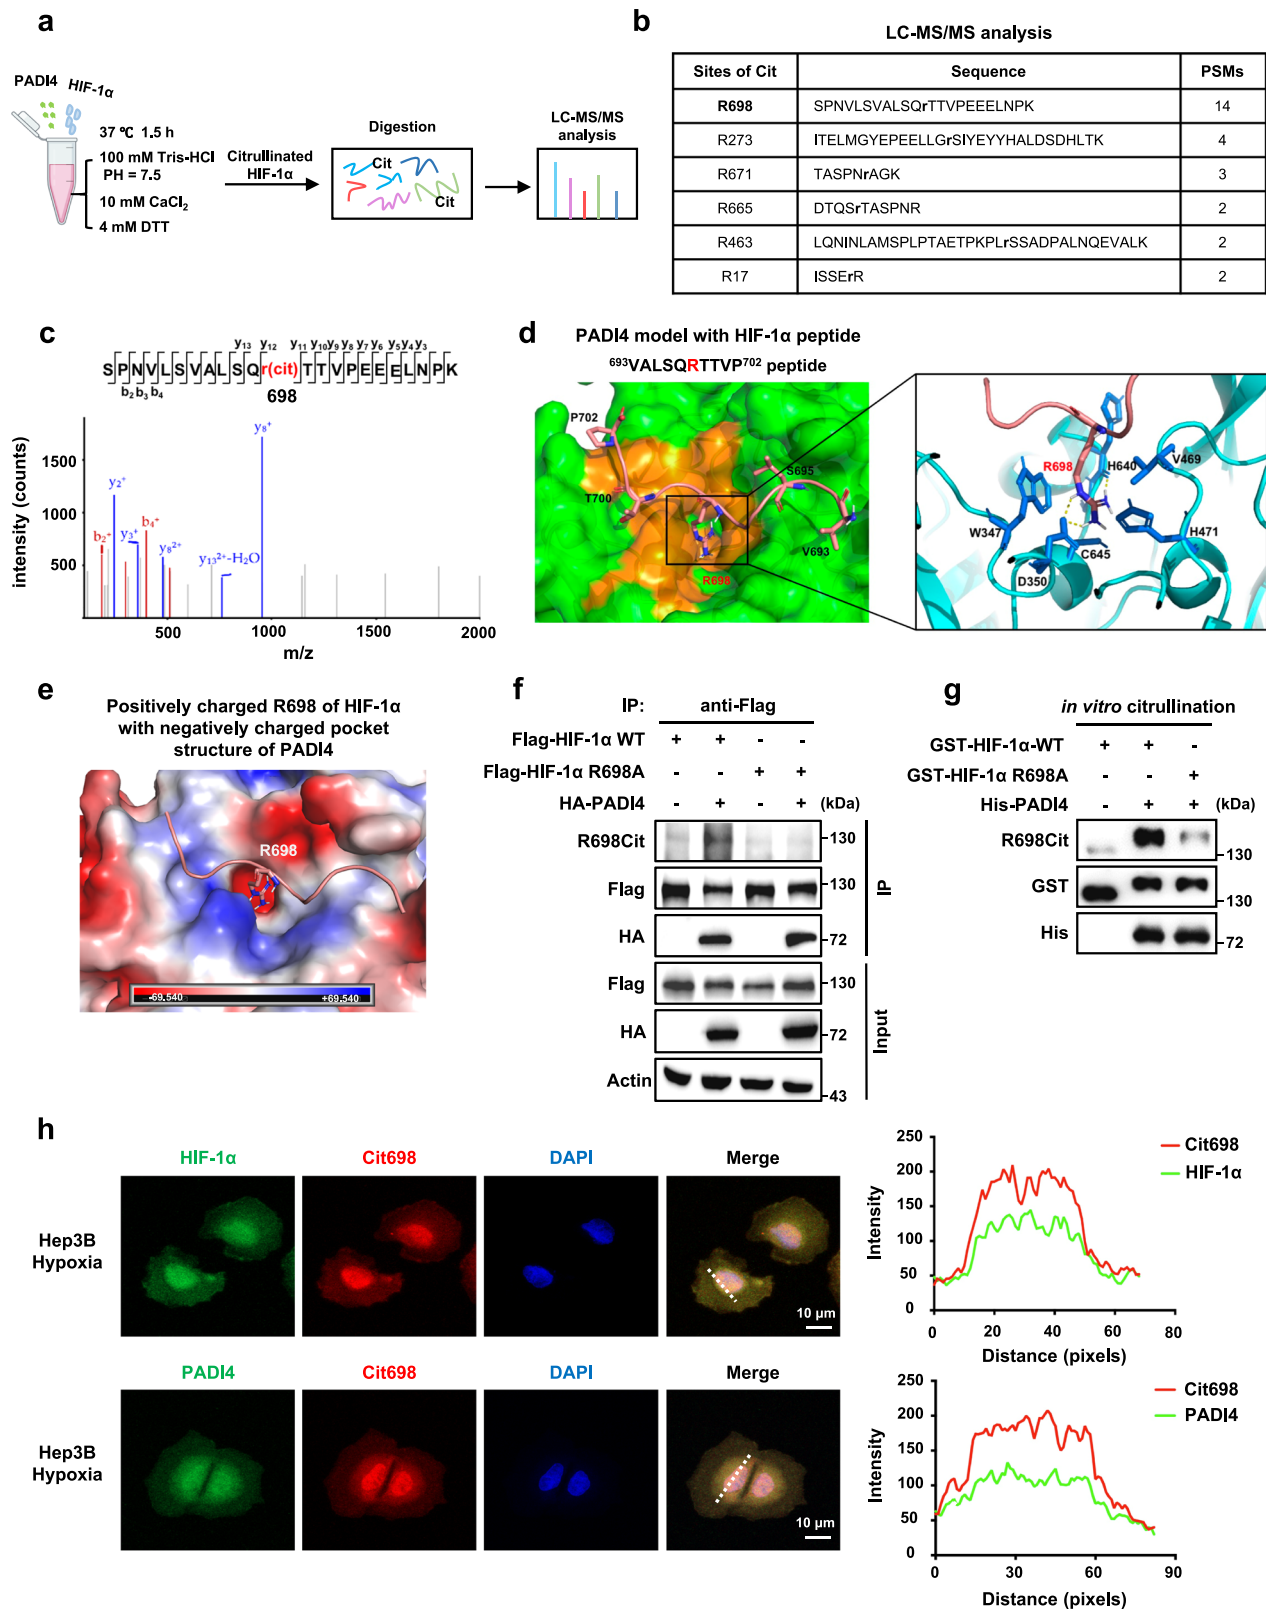 a
PADI4
HIF-1α
37 ℃ 1.5 h
100 mM Tris-HCl
PH = 7.5
10 mM CaCl₂
4 mM DTT
Citrullinated
HIF-1α
Digestion
Cit
Cit
LC-MS/MS
analysis
b
LC-MS/MS analysis
Sites of Cit Sequence PSMs
R698 SPNVLSVALSQrTTVPEEELNPK 14
R273 ITELMGYEPEELLGrSIYEYYHALDSDHLTK 4
R671 TASPNrAGK 3
R665 DTQSrTASPNR 2
R463 LQNINLAMSPLPTAETPKPLrSSADPALNQEVALK 2
R17 ISSErR 2
c
y₁₃ y₁₂ y₁₁ y₁₀ y₉ y₈ y₇ y₆ y₅ y₄ y₃
SPNVLSVALSQr(cit)TTVPEEELNPK
b₂ b₃ b₄
698
intensity (counts)
1500
1000
500
y₂⁺
b₂⁺
y₃⁺
b₄⁺
y₈²⁺
y₁₃²⁺-H₂O
y₈⁺
500 1000 1500 2000
m/z
d
PADI4 model with HIF-1α peptide
⁶⁹³VALSQRTTVP⁷⁰² peptide
P702
T700
S695
V693
R698
R698
H640
V469
W347
H471
C645
D350
e
Positively charged R698 of HIF-1α
with negatively charged pocket
structure of PADI4
R698
-69.540 +69.540
f
IP: anti-Flag
Flag-HIF-1α WT + + - -
Flag-HIF-1α R698A - - + +
HA-PADI4 - + - + (kDa)
R698Cit 130
Flag 130
HA 72
IP
Flag 130
HA 72
Actin 43
Input
g
in vitro citrullination
GST-HIF-1α-WT + + -
GST-HIF-1α R698A - - +
His-PADI4 - + + (kDa)
R698Cit 130
GST 130
His 72
h
HIF-1α Cit698 DAPI Merge
Hep3B
Hypoxia
10 μm
Intensity
250
200
150
100
50
0
0 20 40 60 80
Distance (pixels)
Cit698
HIF-1α
PADI4 Cit698 DAPI Merge
Hep3B
Hypoxia
10 μm
Intensity
250
200
150
100
50
0
0 30 60 90
Distance (pixels)
Cit698
PADI4